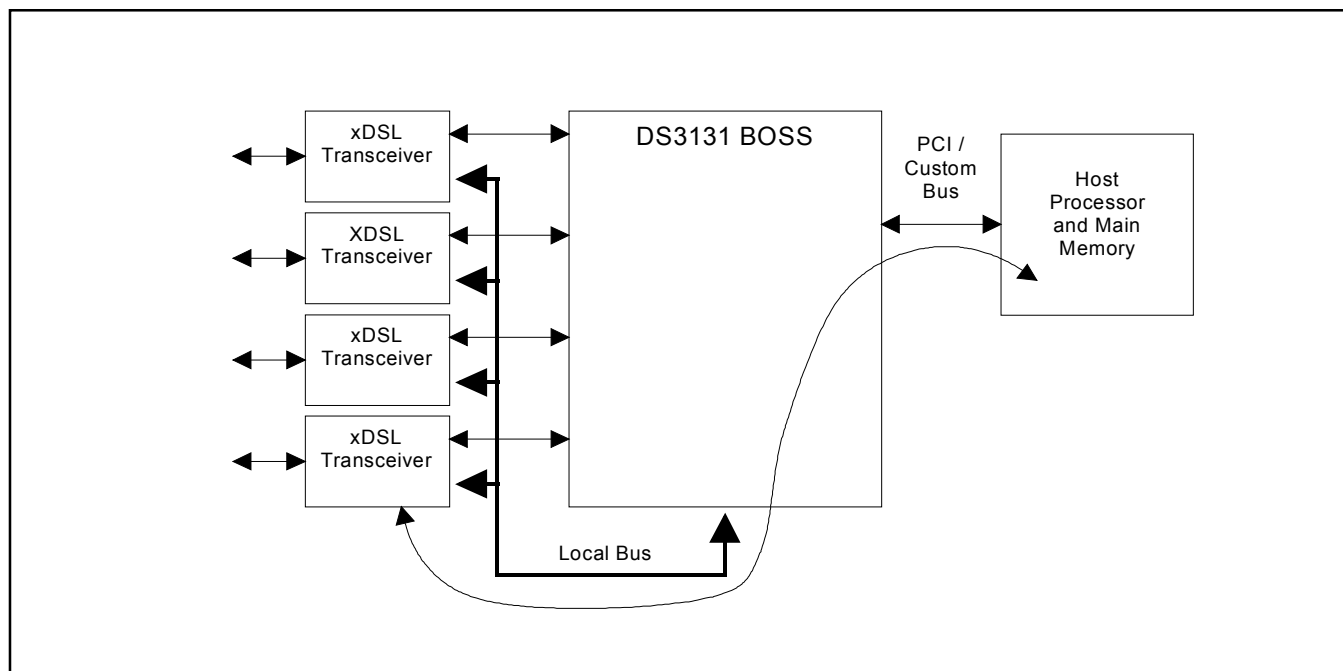 xDSL
Transceiver
XDSL
Transceiver
xDSL
Transceiver
xDSL
Transceiver
DS3131 BOSS
Local Bus
PCI /
Custom
Bus
Host
Processor
and Main
Memory